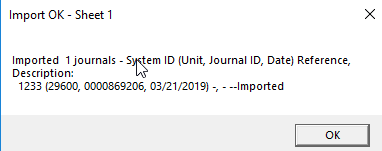 Import OK - Sheet 1
Imported  1 journals - System ID (Unit, Journal ID, Date) Reference,
Description:
1233 (29600, 0000869206, 03/21/2019) -, - --Imported
OK